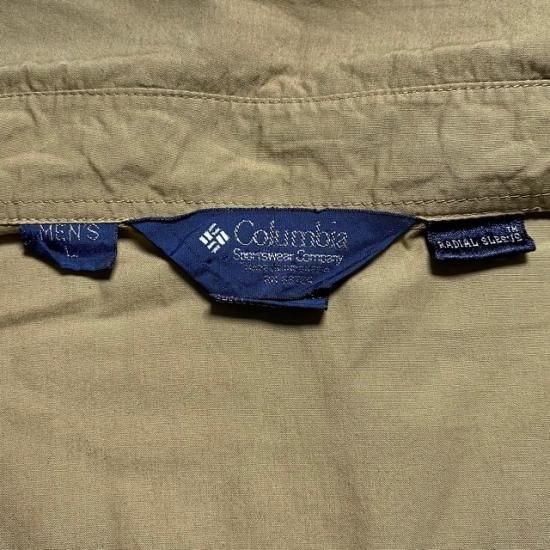 MEN'S
L
Columbia
Sportswear Company
TM
RADIAL SLEEVE